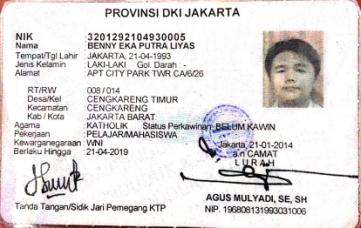 PROVINSI DKI JAKARTA
NIK 3201292104930005
Nama BENNY EKA PUTRA LIYAS
Tempat/Tgl Lahir : JAKARTA, 21-04-1993
Jenis Kelamin LAKI-LAKI Gol. Darah : -
Alamat APT CITY PARK TWR CA/6/26
RT/RW 008 / 014
Desa/Kel CENGKARENG TIMUR
Kecamatan CENGKARENG
Kab / Kota JAKARTA BARAT
Agama KATHOLIK Status Perkawinan: BELUM KAWIN
Pekerjaan PELAJAR/MAHASISWA
Kewarganegaraan: WNI Jakarta, 21-01-2014
Berlaku Hingga 21-04-2019 a.n CAMAT
LURAH
AGUS MULYADI, SE, SH
Tanda Tangan/Sidik Jari Pemegang KTP NIP. 196808131993031006